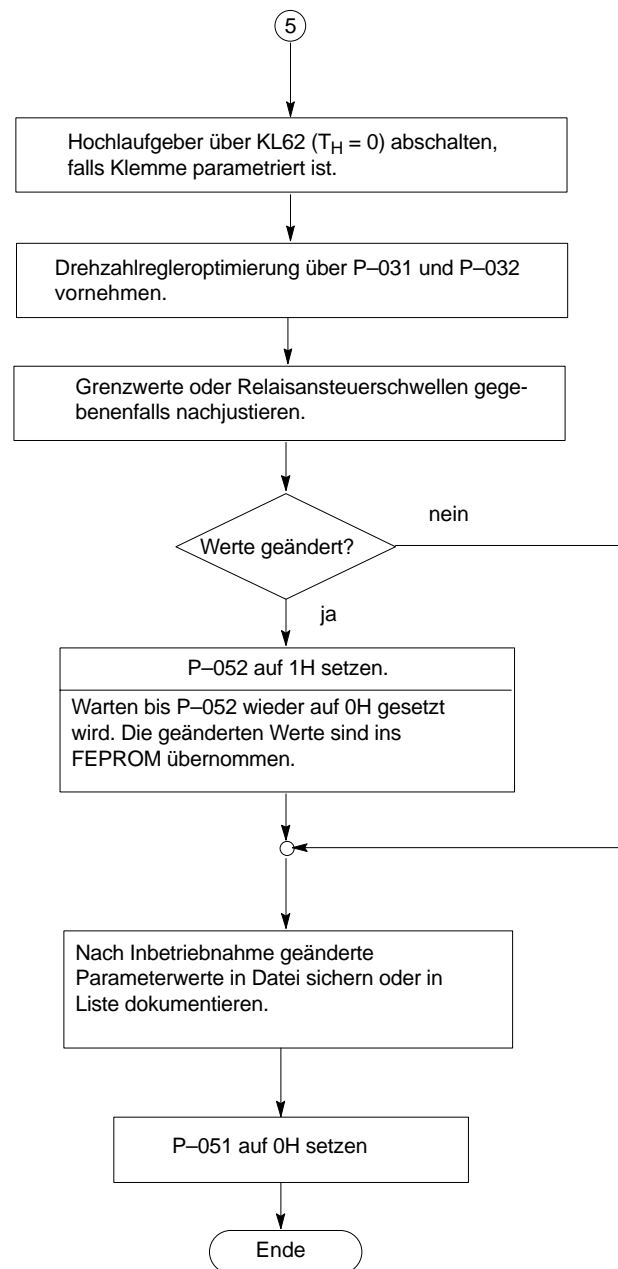 5
Hochlaufgeber über KL62 (T_H = 0) abschalten,
falls Klemme parametriert ist.
Drehzahlregleroptimierung über P–031 und P–032
vornehmen.
Grenzwerte oder Relaisansteuerschwellen gege-
benenfalls nachjustieren.
Werte geändert?
nein
ja
P–052 auf 1H setzen.
Warten bis P–052 wieder auf 0H gesetzt
wird. Die geänderten Werte sind ins
FEPROM übernommen.
Nach Inbetriebnahme geänderte
Parameterwerte in Datei sichern oder in
Liste dokumentieren.
P–051 auf 0H setzen
Ende